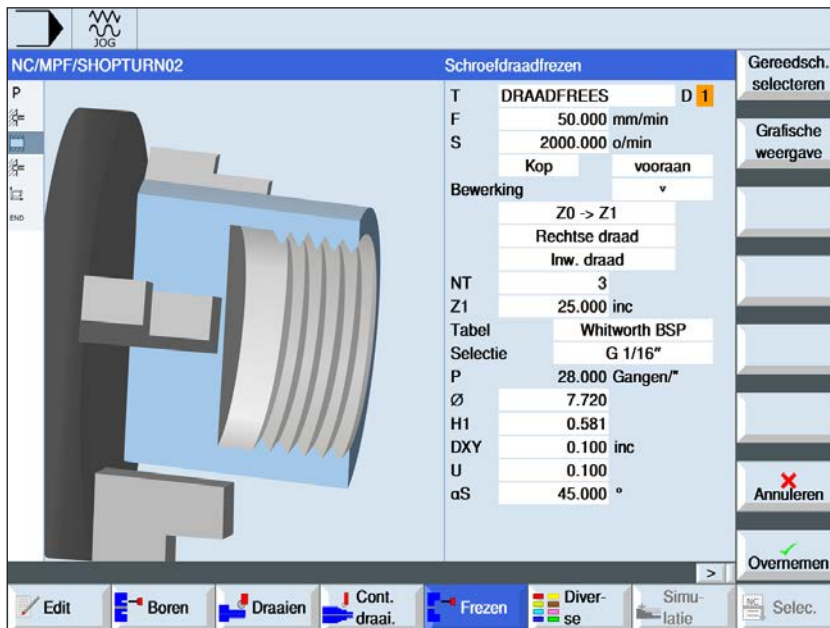 JOG
NC/MPF/SHOPTURN02
Schroefdraadfrezen
P
END
T DRAADFREES D 1
F 50.000 mm/min
S 2000.000 o/min
Kop vooraan
Bewerking ▿
Z0 -> Z1
Rechtse draad
Inw. draad
NT 3
Z1 25.000 inc
Tabel Whitworth BSP
Selectie G 1/16"
P 28.000 Gangen/"
Ø 7.720
H1 0.581
DXY 0.100 inc
U 0.100
αS 45.000 °
Gereedsch.
selecteren
Grafische
weergave
Annuleren
Overnemen
>
Edit
Boren
Draaien
Cont.
draai.
Frezen
Diver-
se
Simu-
latie
NC
Selec.